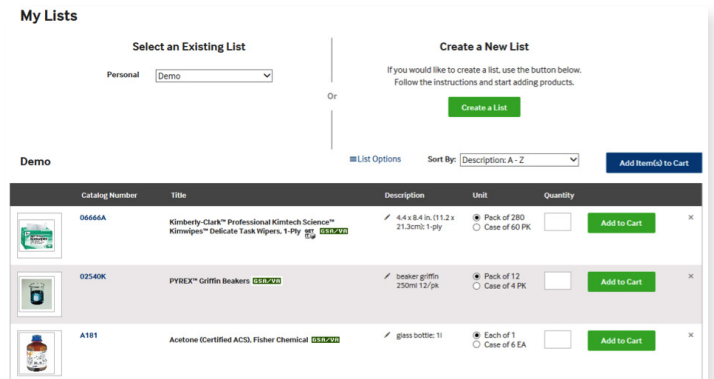 My Lists
Select an Existing List
Personal
Demo
Or
Create a New List
If you would like to create a list, use the button below.
Follow the instructions and start adding products.
Create a List
Demo
List Options
Sort By:
Description: A - Z
Add Item(s) to Cart
Catalog Number Title Description Unit Quantity
06666A
Kimberly-Clark™ Professional Kimtech Science™
Kimwipes™ Delicate Task Wipers, 1-Ply GSA/VA
4.4 x 8.4 in. (11.2 x
21.3cm); 1-ply
Pack of 280
Case of 60 PK
Add to Cart
02540K
PYREX™ Griffin Beakers GSA/VA
beaker griffin
250ml 12/pk
Pack of 12
Case of 4 PK
Add to Cart
A181
Acetone (Certified ACS), Fisher Chemical GSA/VA
glass bottle; 1l
Each of 1
Case of 6 EA
Add to Cart